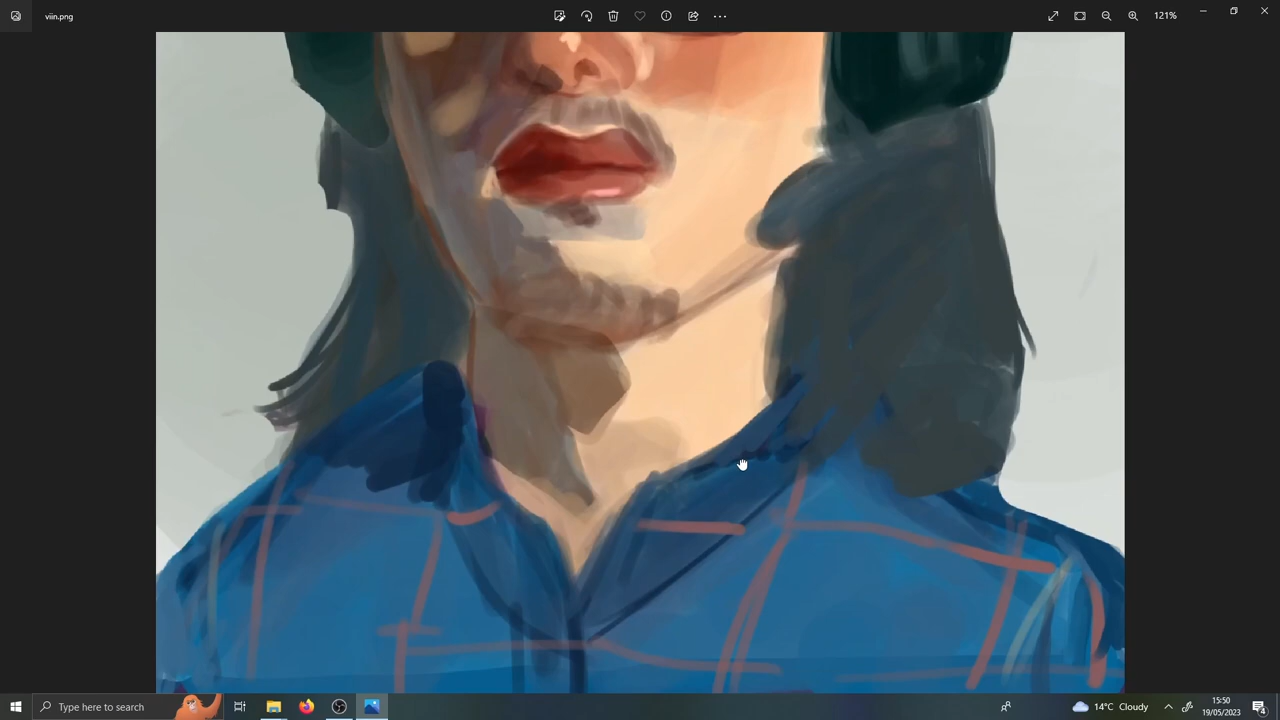 viin.png
121%
Type here to search
14°C Cloudy
15:50
19/05/2023
4